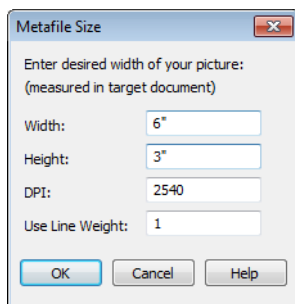 Metafile Size
Enter desired width of your picture:
(measured in target document)
Width: 6"
Height: 3"
DPI: 2540
Use Line Weight: 1
OK Cancel Help